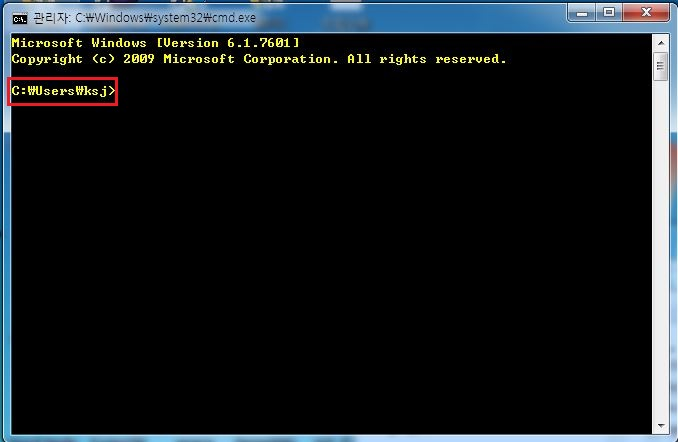 관리자: C:₩Windows₩system32₩cmd.exe
Microsoft Windows [Version 6.1.7601]
Copyright (c) 2009 Microsoft Corporation. All rights reserved.
C:₩Users₩ksj>